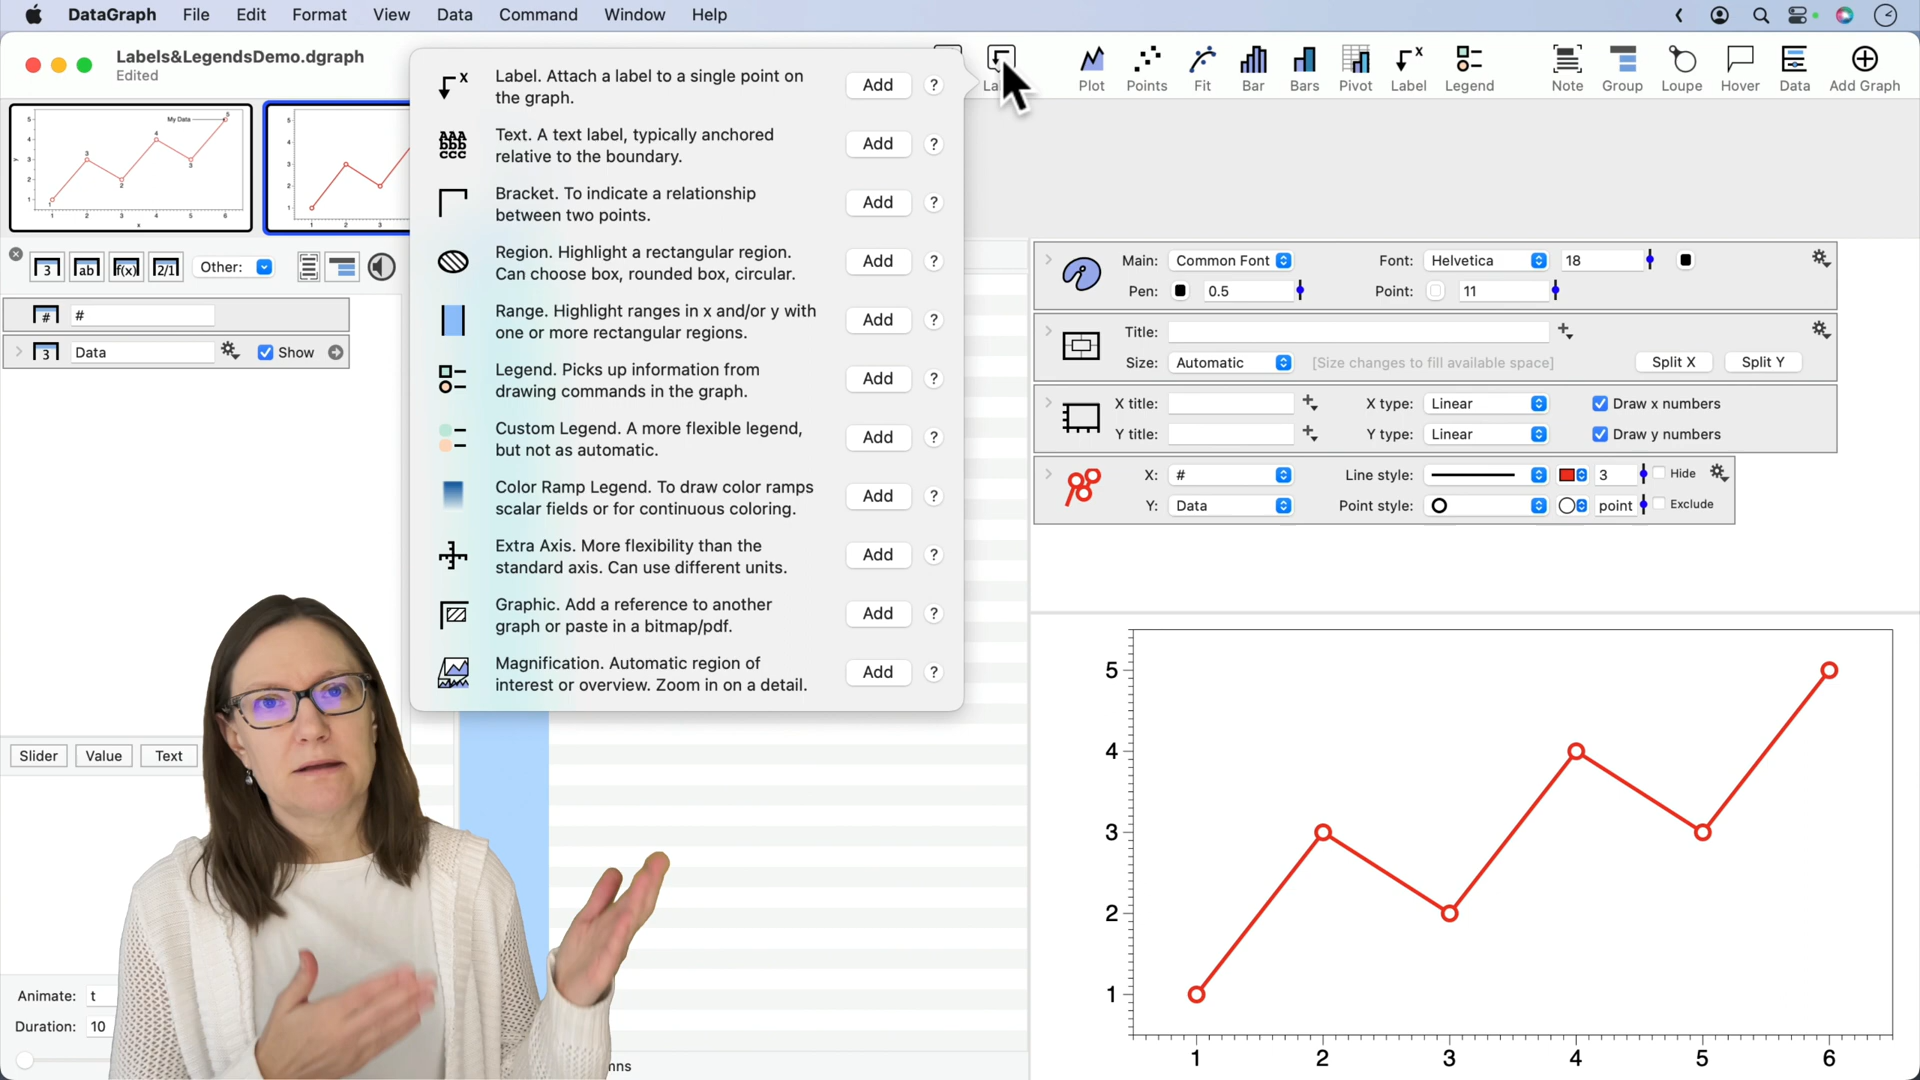 DataGraph File Edit Format View Data Command Window Help
Labels&LegendsDemo.dgraph
Edited
Plot Points Fit Bar Bars Pivot Label Legend Note Group Loupe Hover Data Add Graph
Label. Attach a label to a single point on
the graph.
Add ?
Text. A text label, typically anchored
relative to the boundary.
Add ?
Bracket. To indicate a relationship
between two points.
Add ?
Region. Highlight a rectangular region.
Can choose box, rounded box, circular.
Add ?
Range. Highlight ranges in x and/or y with
one or more rectangular regions.
Add ?
Legend. Picks up information from
drawing commands in the graph.
Add ?
Custom Legend. A more flexible legend,
but not as automatic.
Add ?
Color Ramp Legend. To draw color ramps
scalar fields or for continuous coloring.
Add ?
Extra Axis. More flexibility than the
standard axis. Can use different units.
Add ?
Graphic. Add a reference to another
graph or paste in a bitmap/pdf.
Add ?
Magnification. Automatic region of
interest or overview. Zoom in on a detail.
Add ?
My Data
3 ab f(x) 2/1 Other:
# #
3 Data Show
Slider Value Text
Animate: t
Duration: 10
Main: Common Font Font: Helvetica 18
Pen: 0.5 Point: 11
Title:
Size: Automatic [Size changes to fill available space] Split X Split Y
X title: X type: Linear Draw x numbers
Y title: Y type: Linear Draw y numbers
X: # Line style: 3 Hide
Y: Data Point style: point Exclude
5
4
3
2
1
1 2 3 4 5 6